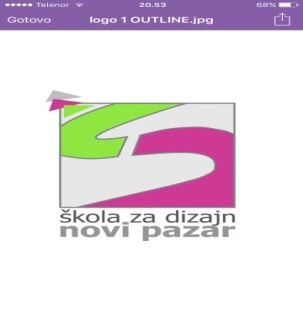 Telenor 20.53 68%
Gotovo logo 1 OUTLINE.jpg
škola za dizajn
novi pazar